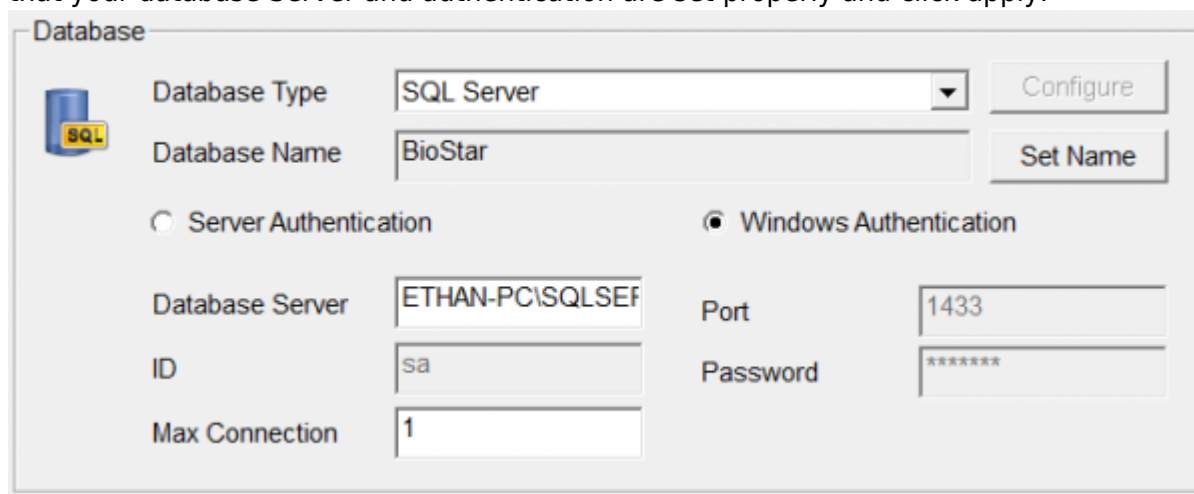 that your database server and authentication are set properly and click apply.
Database
Database Type SQL Server Configure
SQL
Database Name BioStar Set Name
Server Authentication Windows Authentication
Database Server ETHAN-PC\SQLSER Port 1433
ID sa Password *******
Max Connection 1